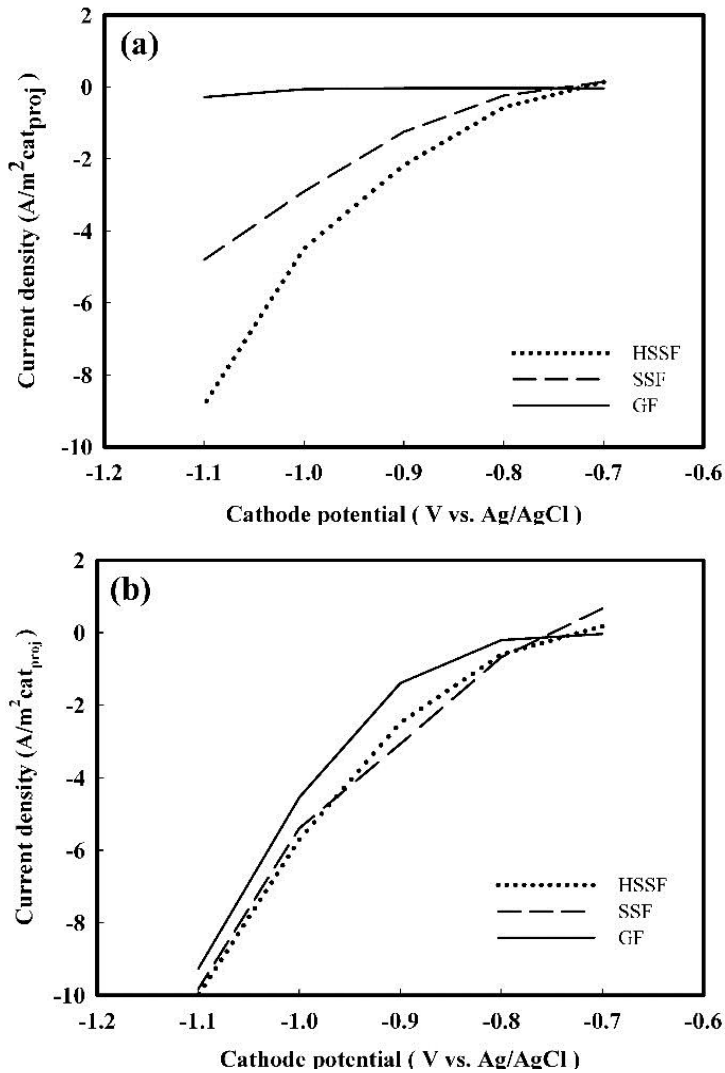 (a)
2
0
-2
-4
-6
-8
-10
Current density (A/m²cat_proj)
-1.2 -1.1 -1.0 -0.9 -0.8 -0.7 -0.6
Cathode potential ( V vs. Ag/AgCl )
HSSF
SSF
GF
(b)
2
0
-2
-4
-6
-8
-10
Current density (A/m²cat_proj)
-1.2 -1.1 -1.0 -0.9 -0.8 -0.7 -0.6
Cathode potential ( V vs. Ag/AgCl )
HSSF
SSF
GF